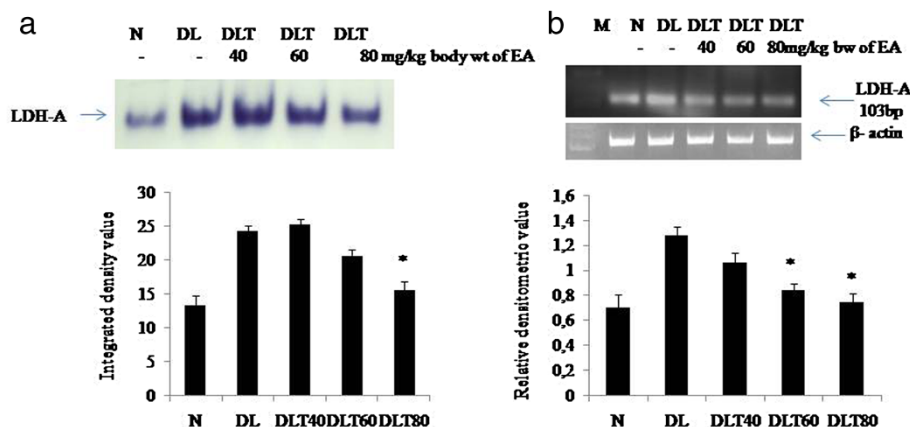 a
N DL DLT DLT DLT
- - 40 60 80 mg/kg body wt of EA
LDH-A
30
25
20
15
10
5
0
Integrated density value
*
N DL DLT40 DLT60 DLT80
b
M N DL DLT DLT DLT
- - 40 60 80mg/kg bw of EA
LDH-A
103bp
β- actin
1,6
1,4
1,2
1
0,8
0,6
0,4
0,2
0
Relative densitometric value
* *
N DL DLT40 DLT60 DLT80